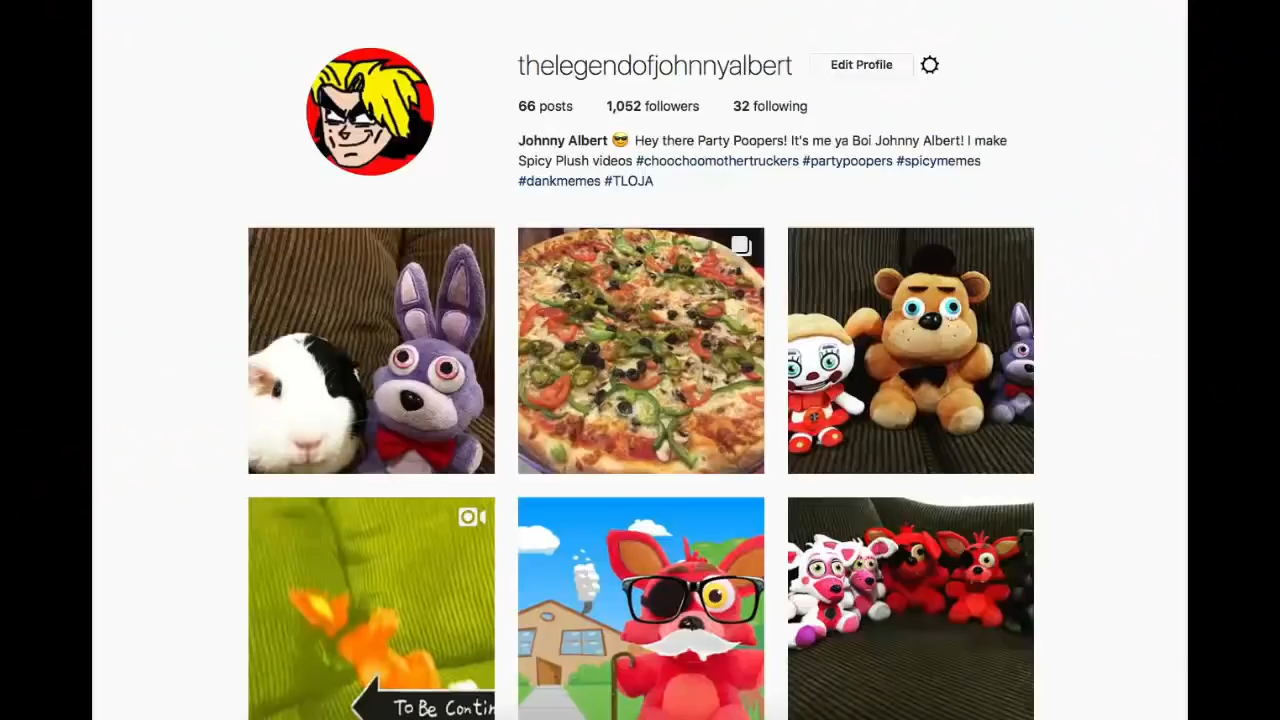 thelegendofjohnnyalbert Edit Profile
66 posts 1,052 followers 32 following
Johnny Albert 😎 Hey there Party Poopers! It's me ya Boi Johnny Albert! I make
Spicy Plush videos #choochoomothertruckers #partypoopers #spicymemes
#dankmemes #TLOJA
To Be Contin